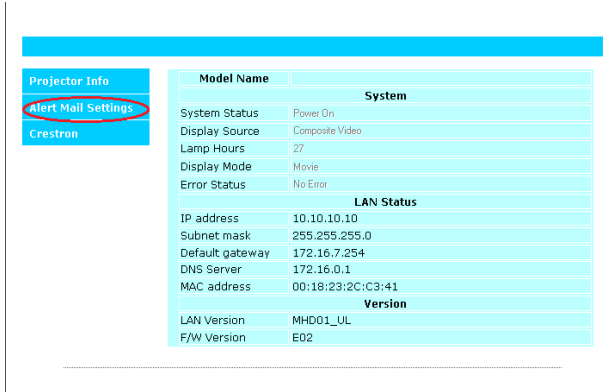 Projector Info
Alert Mail Settings
Crestron
Model Name
System
System Status Power On
Display Source Composite Video
Lamp Hours 27
Display Mode Movie
Error Status No Error
LAN Status
IP address 10.10.10.10
Subnet mask 255.255.255.0
Default gateway 172.16.7.254
DNS Server 172.16.0.1
MAC address 00:18:23:2C:C3:41
Version
LAN Version MHD01_UL
F/W Version E02